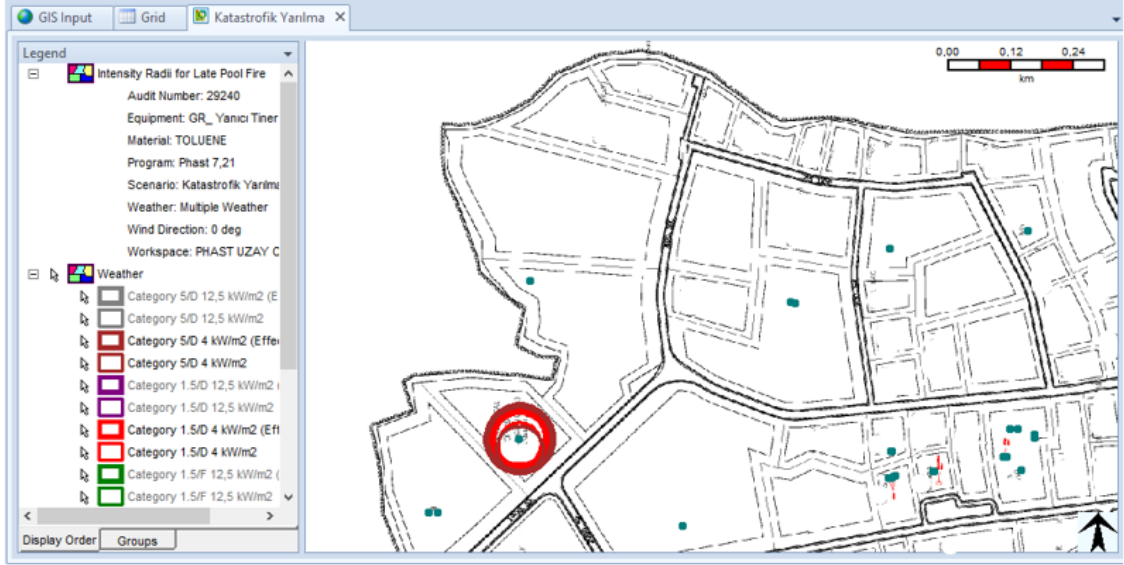 GIS Input Grid Katastrofik Yarılma
Legend
Intensity Radii for Late Pool Fire
Audit Number: 29240
Equipment: GR_ Yanıcı Tiner
Material: TOLUENE
Program: Phast 7,21
Scenario: Katastrofik Yarılma
Weather: Multiple Weather
Wind Direction: 0 deg
Workspace: PHAST UZAY C
Weather
Category 5/D 12,5 kW/m2 (E
Category 5/D 12,5 kW/m2
Category 5/D 4 kW/m2 (Effe
Category 5/D 4 kW/m2
Category 1.5/D 12,5 kW/m2 (
Category 1.5/D 12,5 kW/m2
Category 1.5/D 4 kW/m2 (Eff
Category 1.5/D 4 kW/m2
Category 1.5/F 12,5 kW/m2 (
Category 1.5/F 12,5 kW/m2
Display Order Groups
0,00 0,12 0,24
km